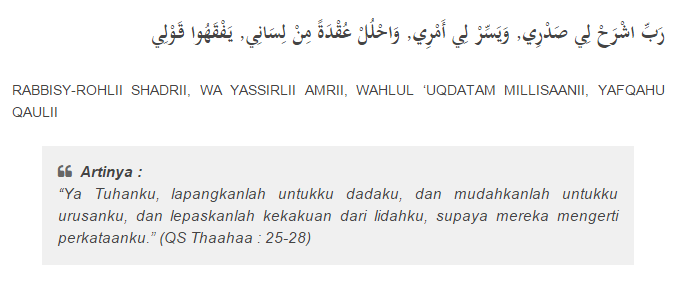 رَبِّ اشْرَحْ لِي صَدْرِي, وَيَسِّرْ لِي أَمْرِي, وَاحْلُلْ عُقْدَةً مِنْ لِسَانِي, يَفْقَهُوا قَوْلِي
RABBISY-ROHLII SHADRII, WA YASSIRLII AMRII, WAHLUL ‘UQDATAM MILLISAANII, YAFQAHU
QAULII
❝ Artinya :
“Ya Tuhanku, lapangkanlah untukku dadaku, dan mudahkanlah untukku
urusanku, dan lepaskanlah kekakuan dari lidahku, supaya mereka mengerti
perkataanku.” (QS Thaahaa : 25-28)